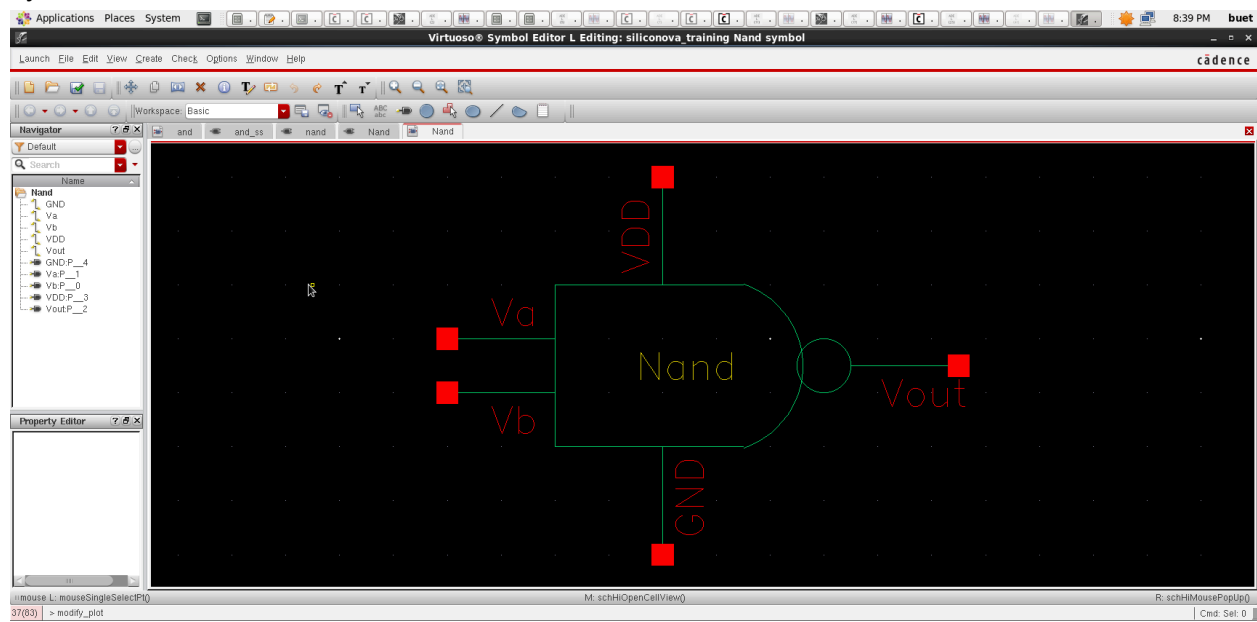 Applications Places System 8:39 PM buet
Virtuoso® Symbol Editor L Editing: siliconova_training Nand symbol
Launch File Edit View Create Check Options Window Help cādence
Workspace: Basic
Navigator
and and_ss nand Nand Nand
Default
Search
Name
Nand
GND
Va
Vb
VDD
Vout
GND:P__4
Va:P__1
Vb:P__0
VDD:P__3
Vout:P__2
VDD
Va
Nand
Vout
Vb
GND
Property Editor
mouse L: mouseSingleSelectPt() M: schHiOpenCellView() R: schHiMousePopUp()
37(83) > modify_plot Cmd: Sel: 0